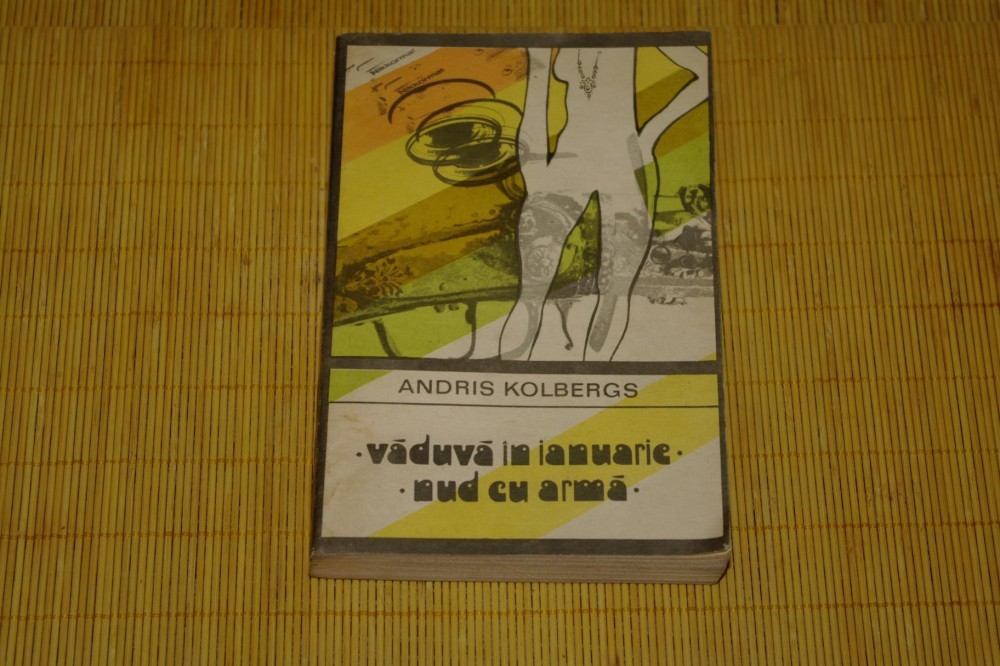 ANDRIS KOLBERGS
· văduvă în ianuarie ·
· nud cu armă ·